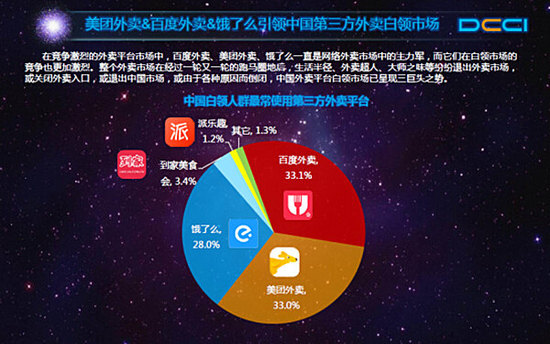 美团外卖&百度外卖&饿了么引领中国第三方外卖白领市场
DCCI
在竞争激烈的外卖平台市场中，百度外卖、美团外卖、饿了么一直是网络外卖市场中的主力军，而它们在白领市场的
竞争也更加激烈。整个外卖市场在经过一轮又一轮的跑马圈地后，生活半径、外卖超人、大师之味等纷纷退出外卖市场，
或关闭外卖入口，或退出中国市场，或由于各种原因而倒闭，中国外卖平台白领市场已呈现三巨头之势。
中国白领人群最常使用第三方外卖平台
派
派乐趣,
1.2%
其它, 1.3%
到家
到家美食
会, 3.4%
百度外卖,
33.1%
饿了么,
28.0%
美团外卖,
33.0%